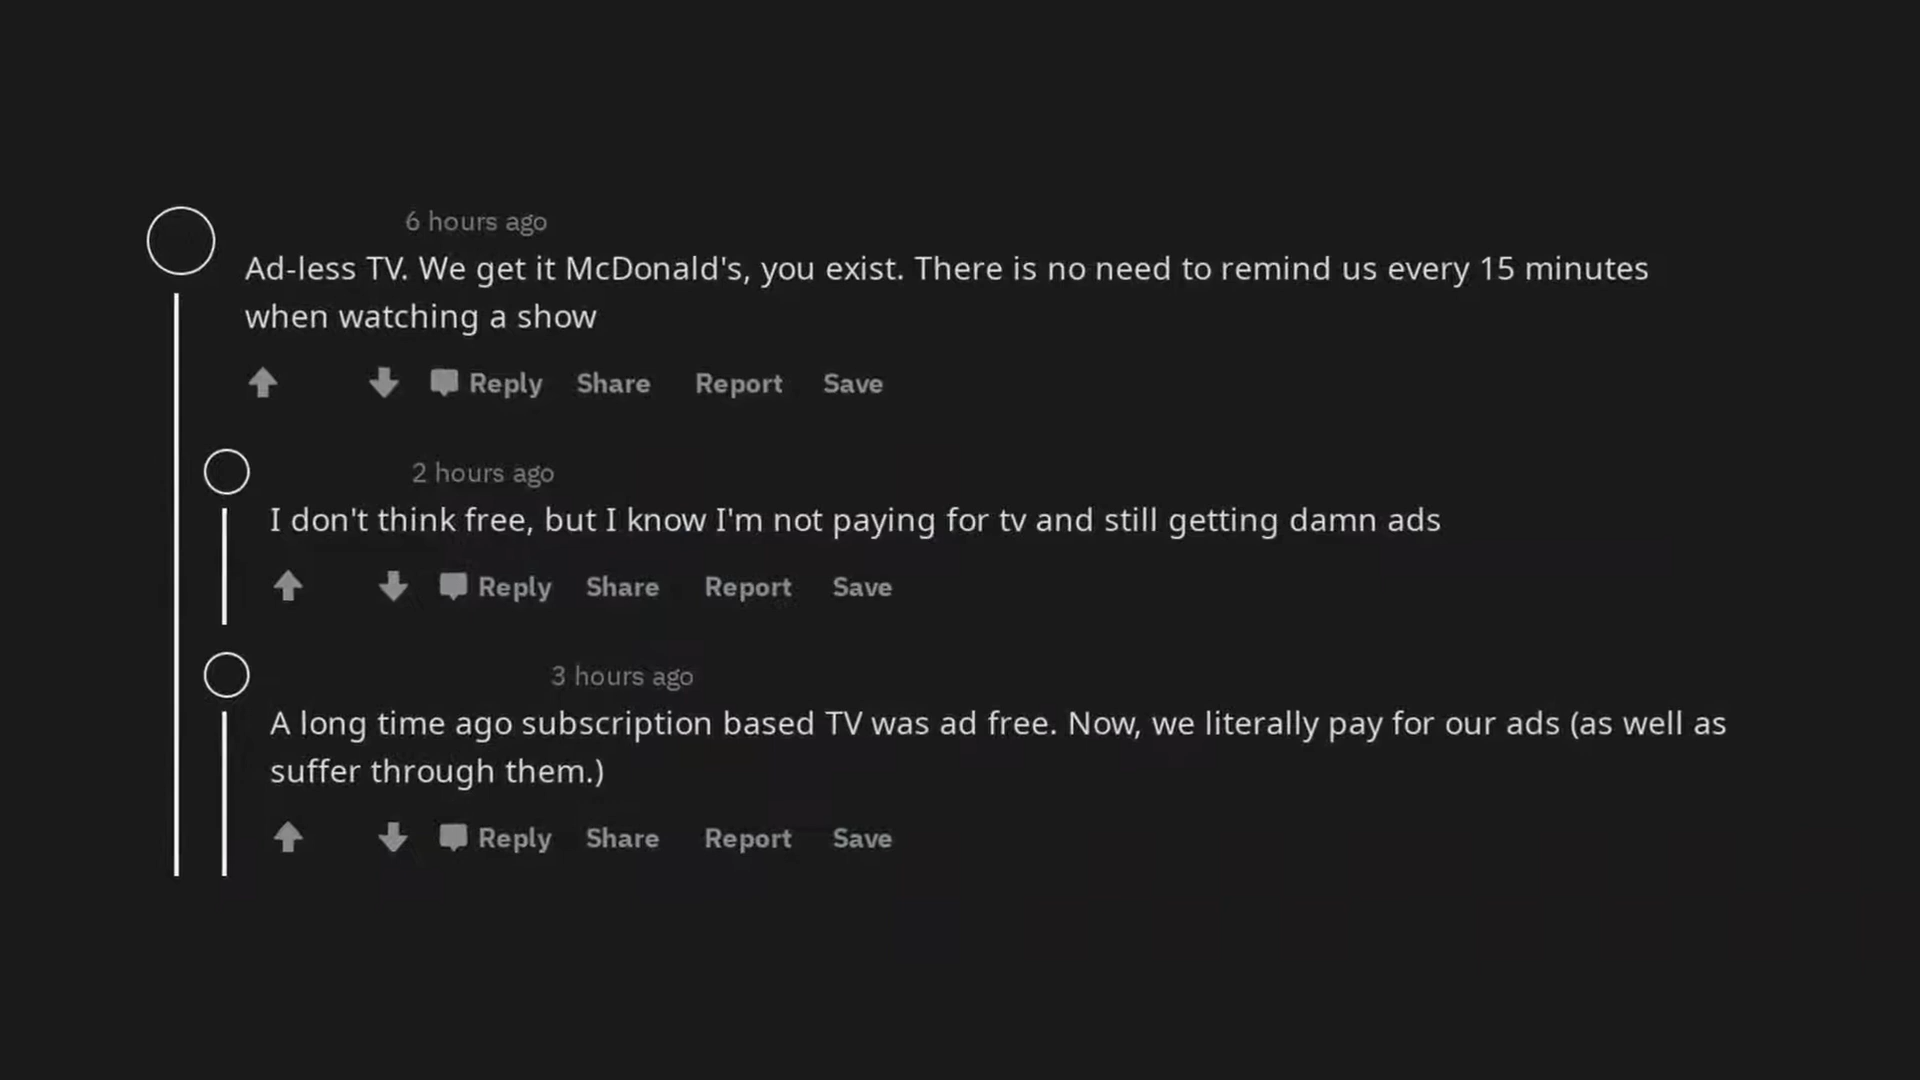 6 hours ago
Ad-less TV. We get it McDonald's, you exist. There is no need to remind us every 15 minutes
when watching a show
Reply Share Report Save
2 hours ago
I don't think free, but I know I'm not paying for tv and still getting damn ads
Reply Share Report Save
3 hours ago
A long time ago subscription based TV was ad free. Now, we literally pay for our ads (as well as
suffer through them.)
Reply Share Report Save